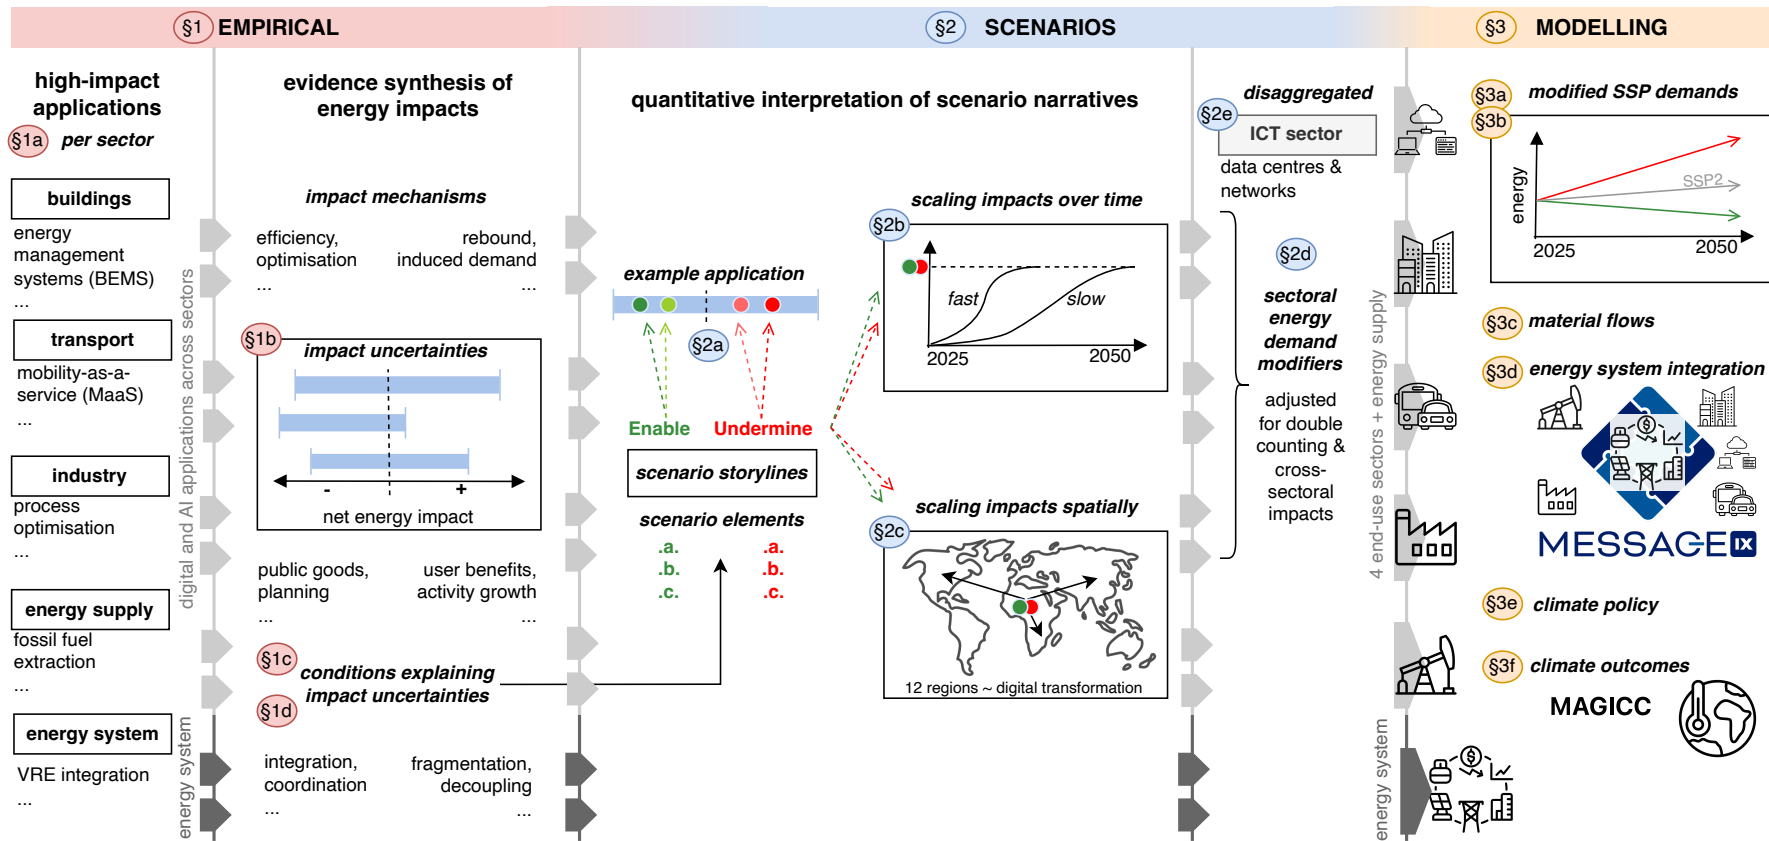 §1 EMPIRICAL
§2 SCENARIOS
§3 MODELLING
high-impact
applications
§1a per sector
buildings
energy
management
systems (BEMS)
...
transport
mobility-as-a-
service (MaaS)
...
industry
process
optimisation
...
energy supply
fossil fuel
extraction
...
energy system
VRE integration
...
digital and AI applications across sectors
energy system
evidence synthesis of
energy impacts
impact mechanisms
efficiency,
optimisation
...
rebound,
induced demand
...
§1b
impact uncertainties
- +
net energy impact
public goods,
planning
...
user benefits,
activity growth
...
§1c
conditions explaining
impact uncertainties
§1d
integration,
coordination
...
fragmentation,
decoupling
...
quantitative interpretation of scenario narratives
example application
§2a
Enable Undermine
scenario storylines
scenario elements
.a. .a.
.b. .b.
.c. .c.
scaling impacts over time
§2b
fast slow
2025 2050
scaling impacts spatially
§2c
12 regions ~ digital transformation
disaggregated
§2e
ICT sector
data centres &
networks
§2d
sectoral
energy
demand
modifiers
adjusted
for double
counting &
cross-
sectoral
impacts
4 end-use sectors + energy supply
energy system
§3a modified SSP demands
§3b
energy
SSP2
2025 2050
§3c material flows
§3d energy system integration
MESSAGE IX
§3e climate policy
§3f climate outcomes
MAGICC